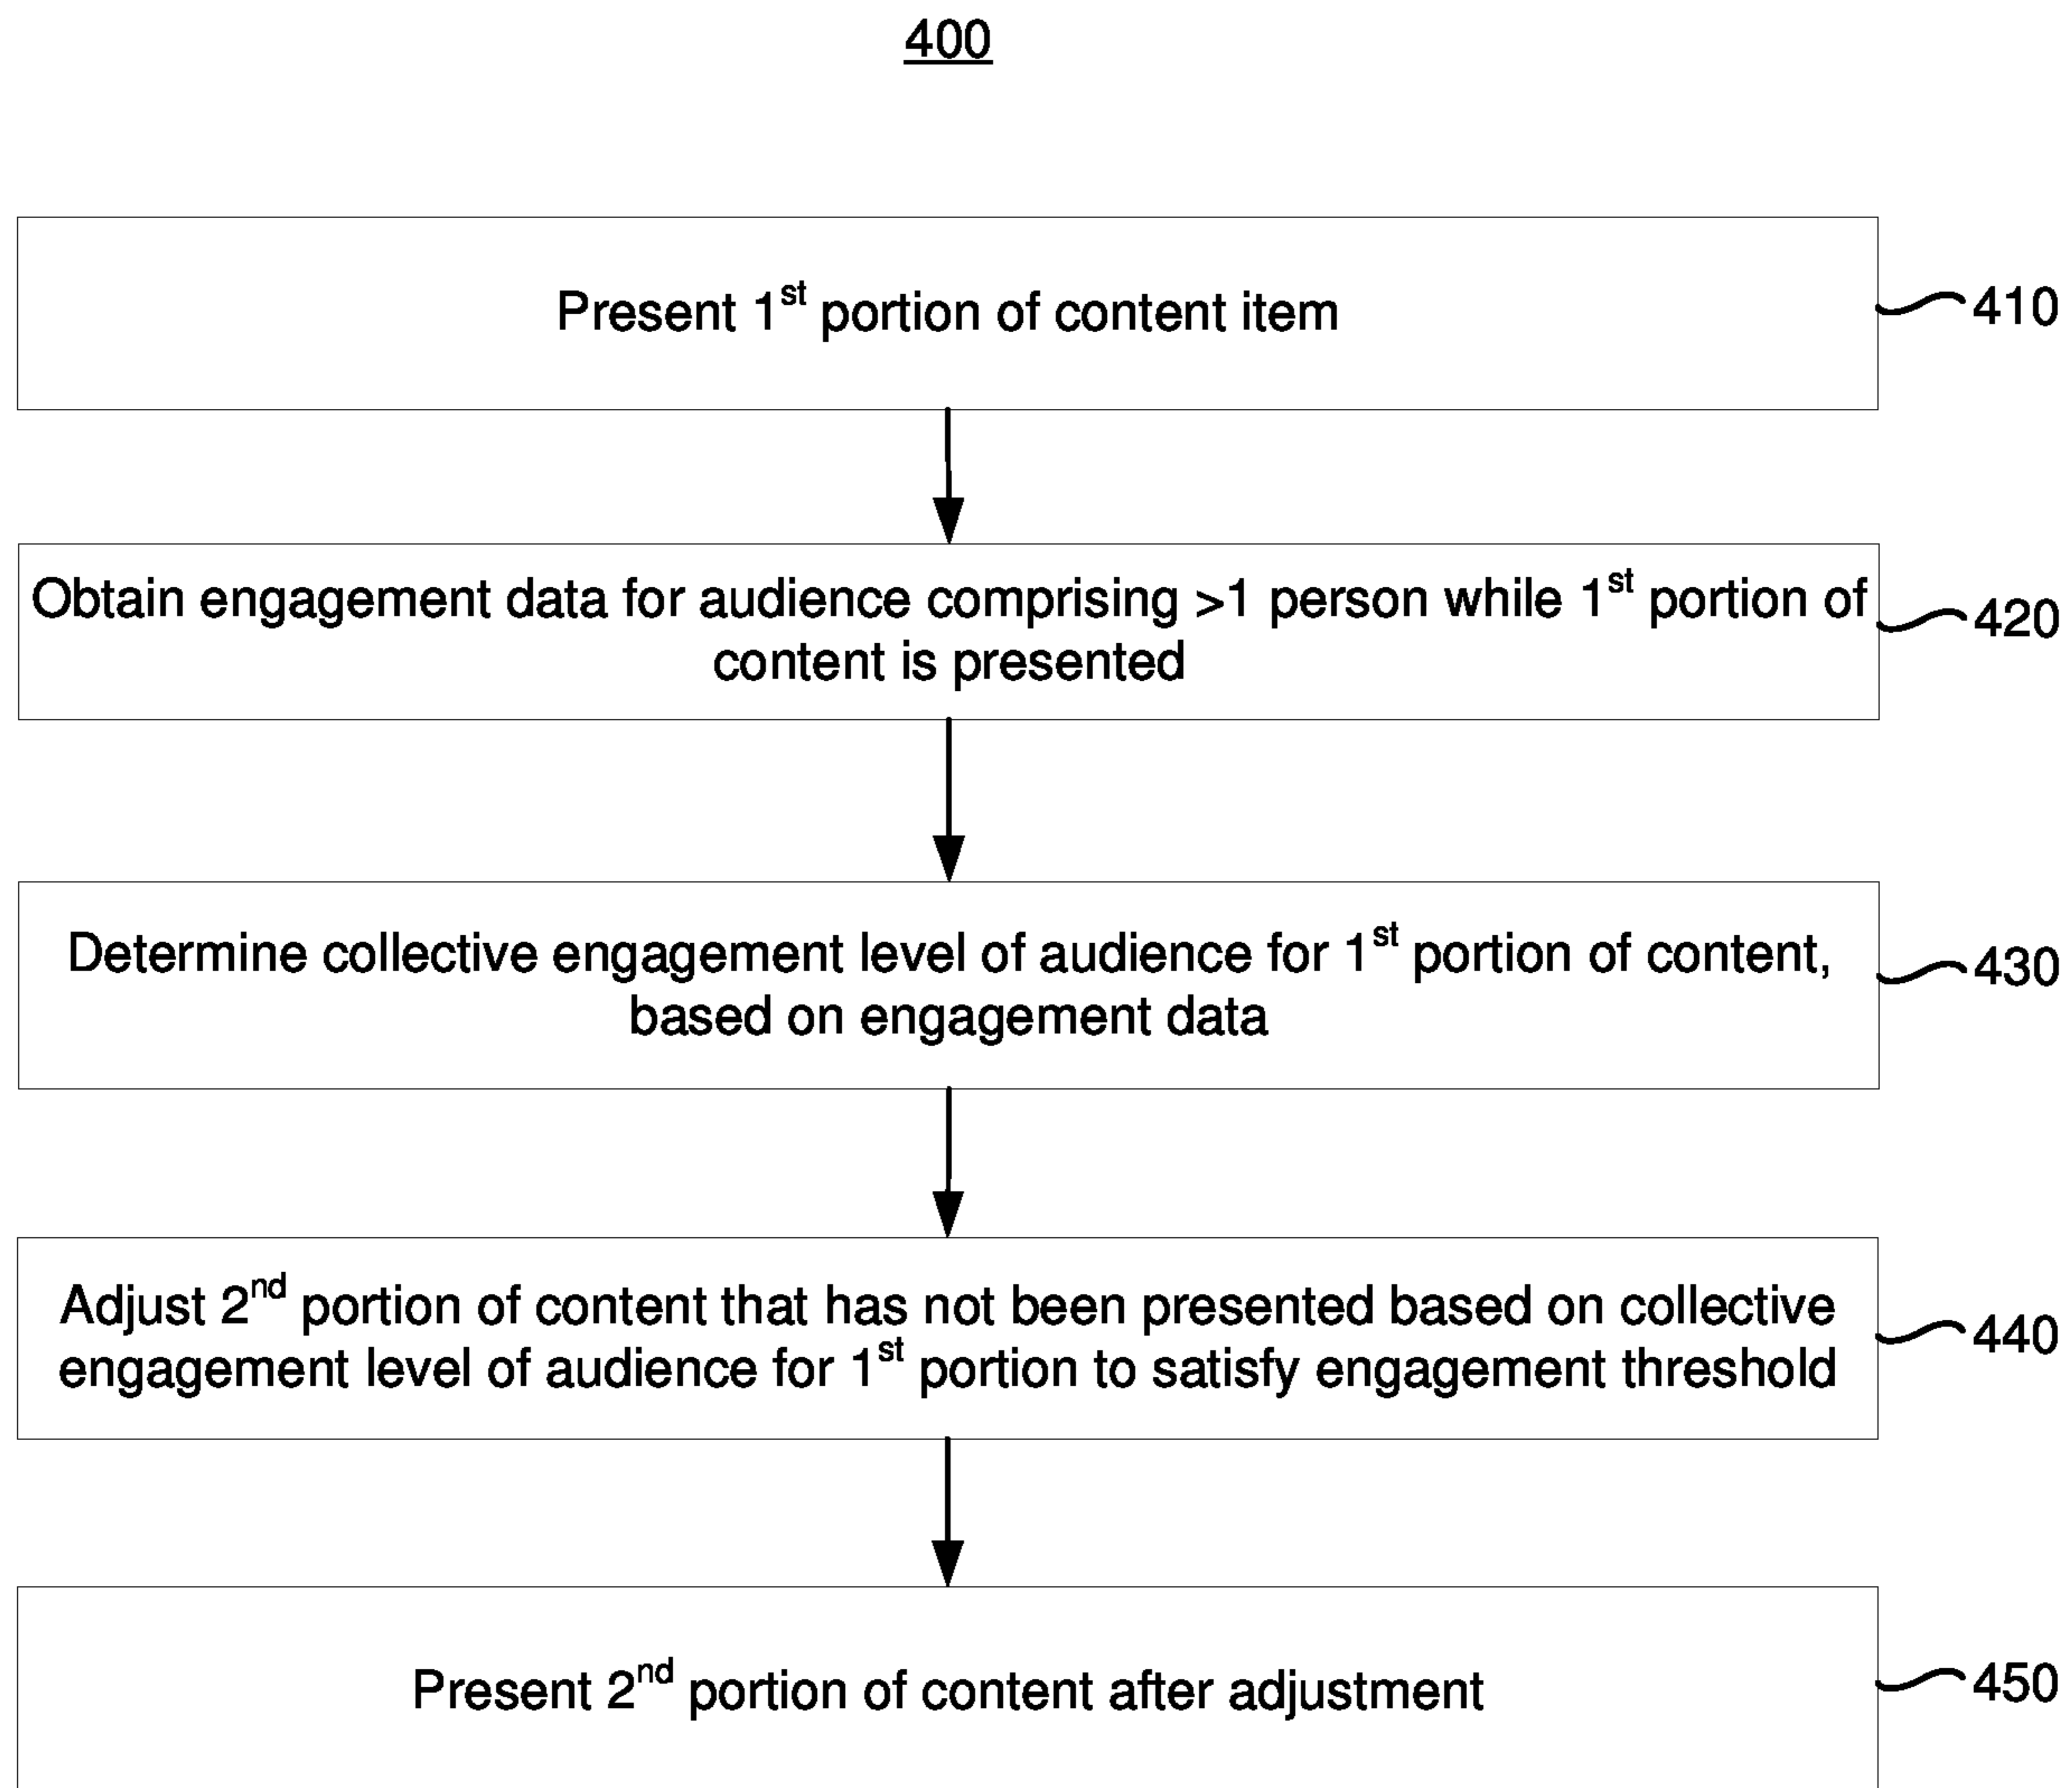 400
Present 1st portion of content item
410
Obtain engagement data for audience comprising >1 person while 1st portion of
content is presented
420
Determine collective engagement level of audience for 1st portion of content,
based on engagement data
430
Adjust 2nd portion of content that has not been presented based on collective
engagement level of audience for 1st portion to satisfy engagement threshold
440
Present 2nd portion of content after adjustment
450